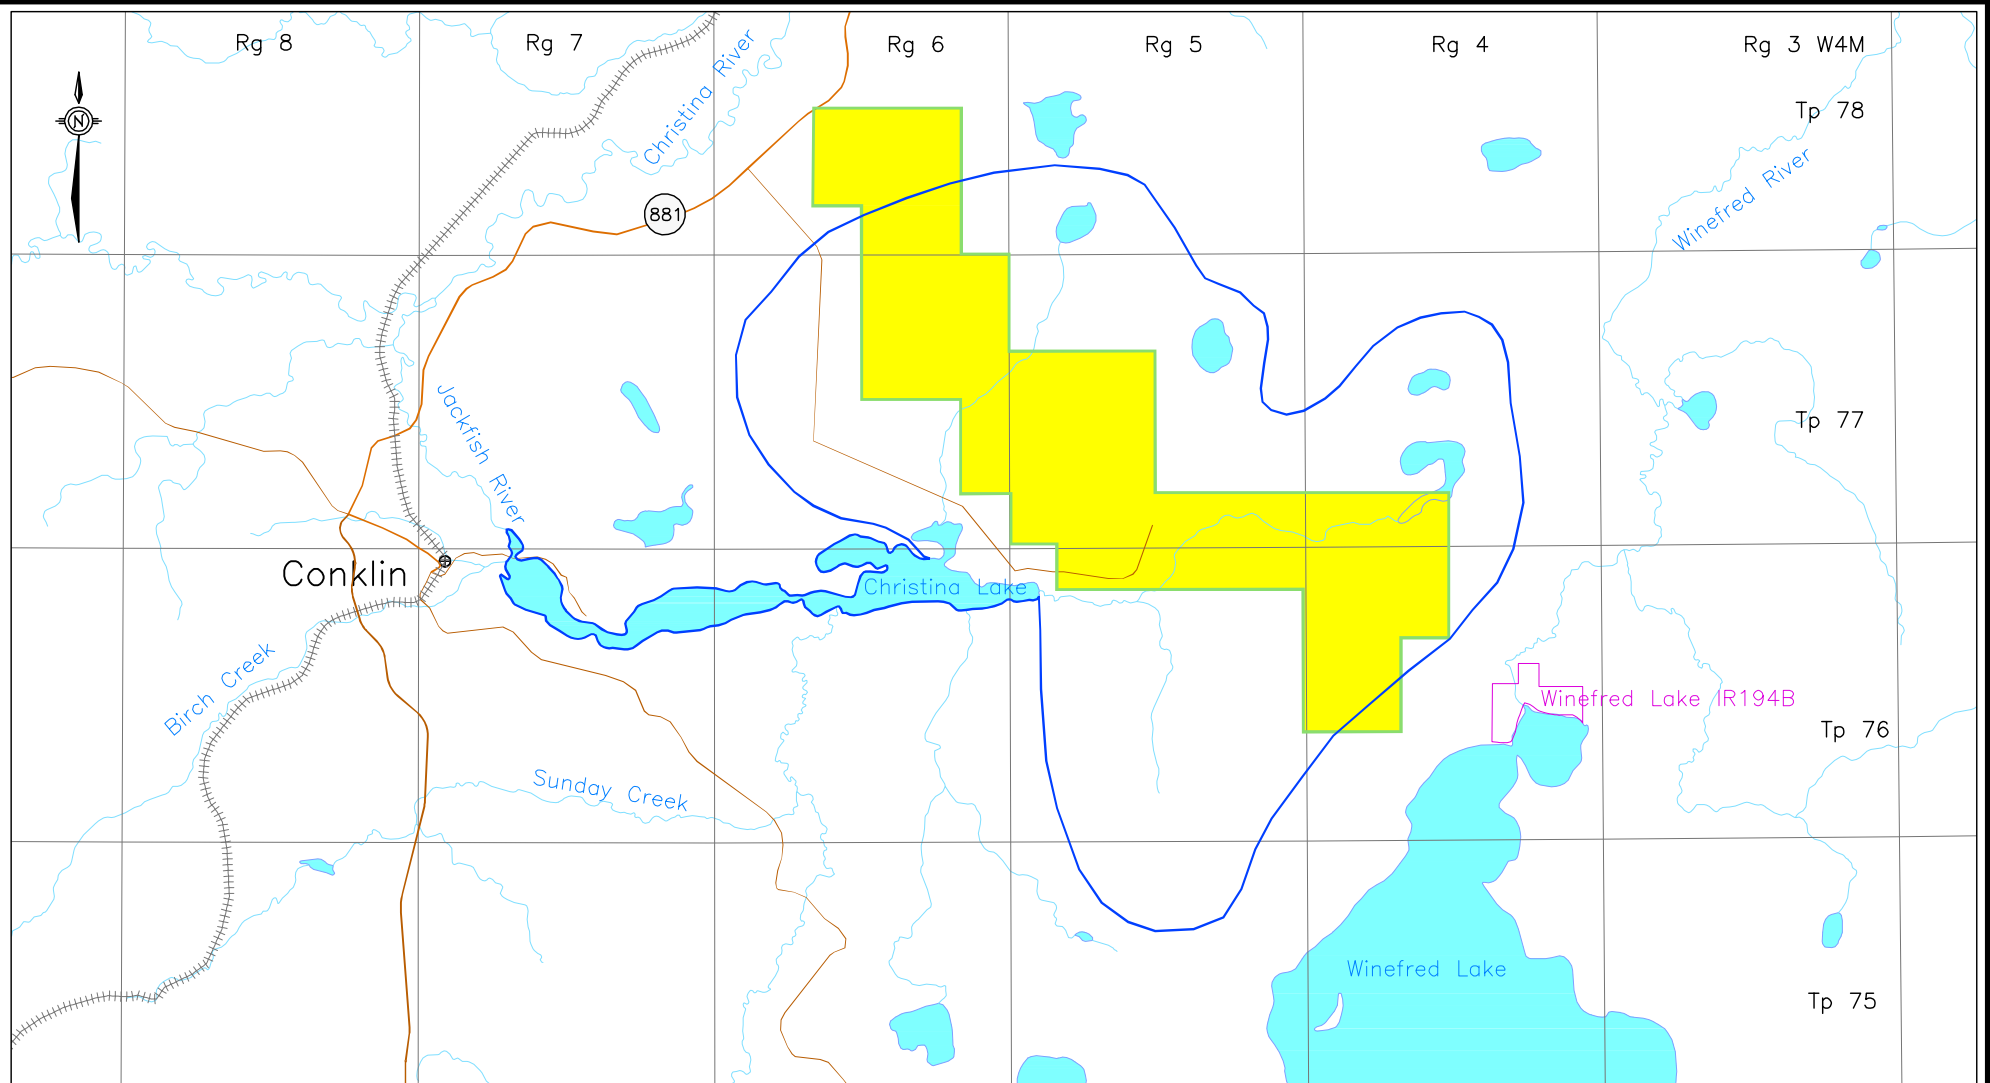 Rg 8
Rg 7
Rg 6
Rg 5
Rg 4
Rg 3 W4M
Christina River
Tp 78
N
Winefred River
881
Jackfish River
Tp 77
Conklin
Christina Lake
Birch Creek
Winefred Lake IR194B
Tp 76
Sunday Creek
Winefred Lake
Tp 75